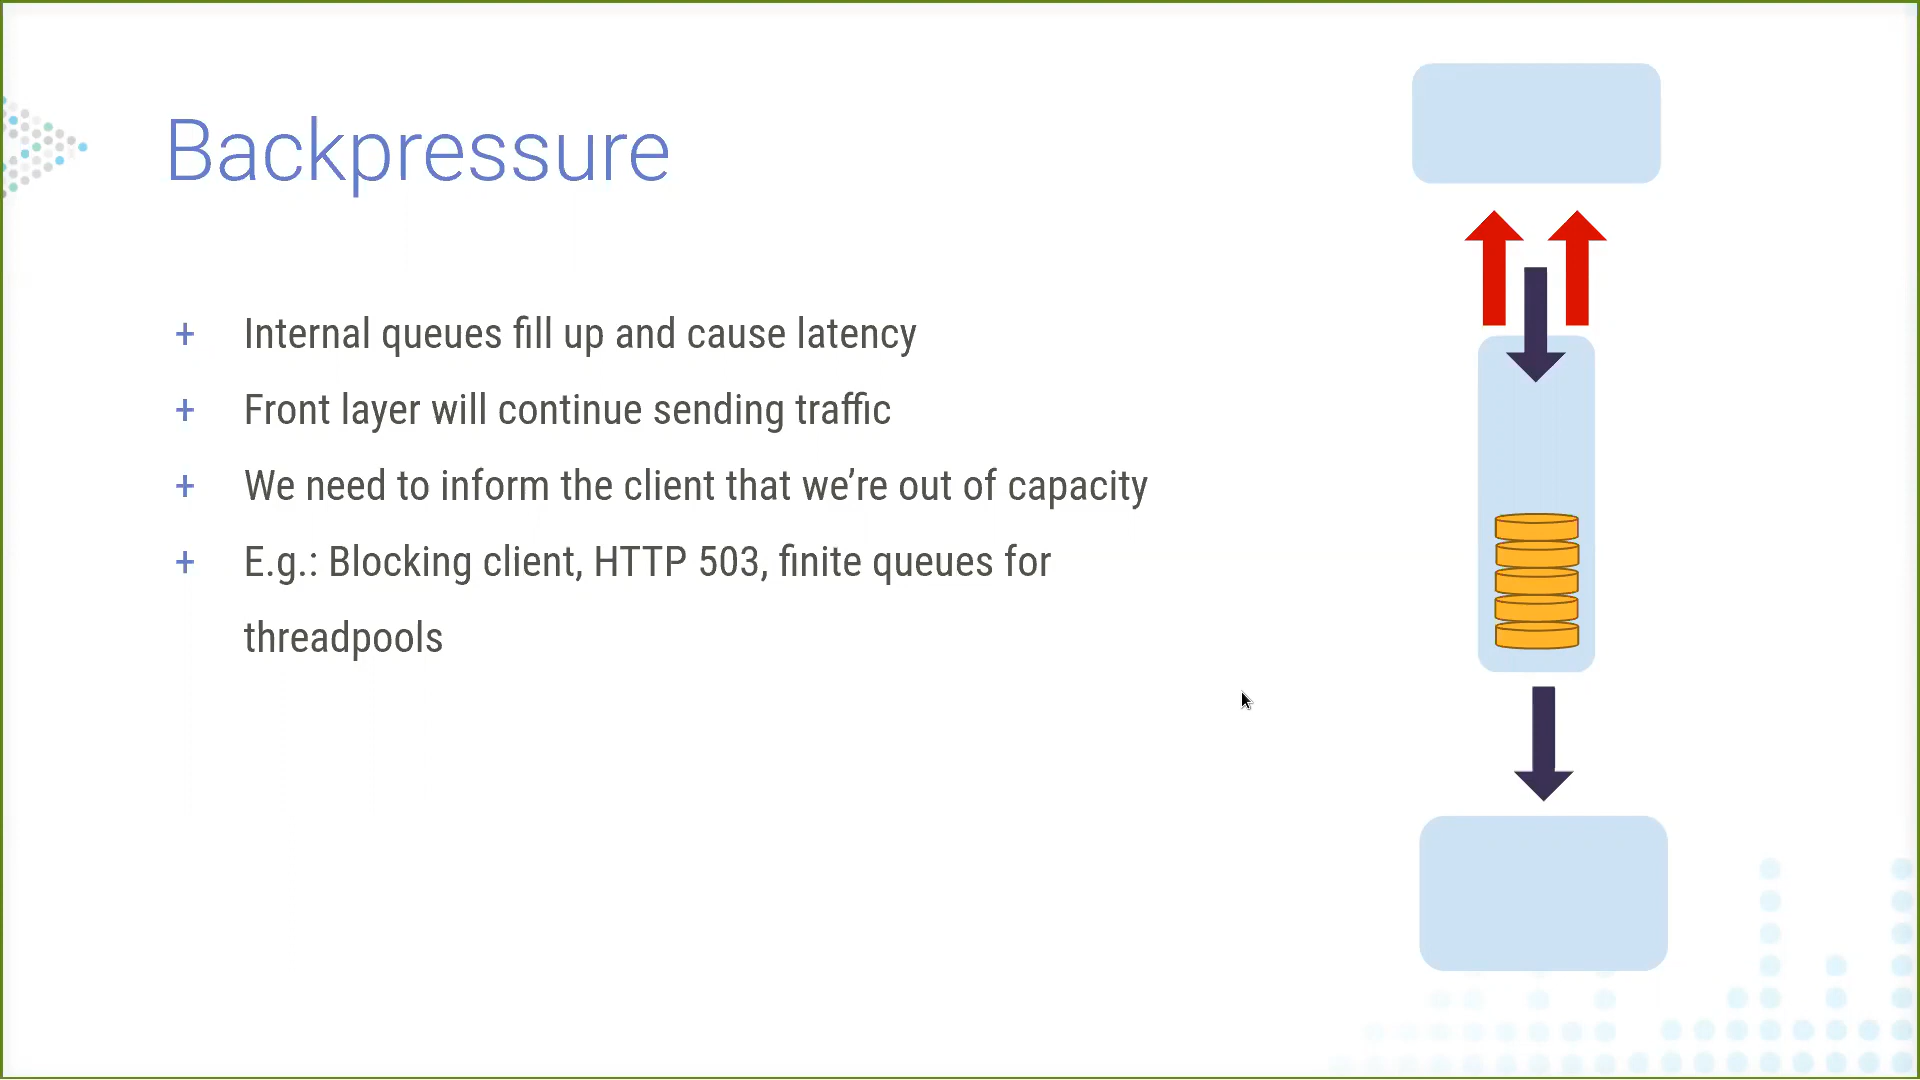 Backpressure
+ Internal queues fill up and cause latency
+ Front layer will continue sending traffic
+ We need to inform the client that we’re out of capacity
+ E.g.: Blocking client, HTTP 503, finite queues for
threadpools